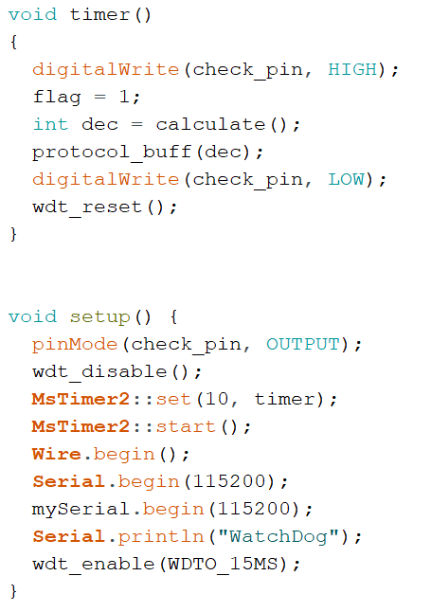 void timer()
{
  digitalWrite(check_pin, HIGH);
  flag = 1;
  int dec = calculate();
  protocol_buff(dec);
  digitalWrite(check_pin, LOW);
  wdt_reset();
}
void setup() {
  pinMode(check_pin, OUTPUT);
  wdt_disable();
  MsTimer2::set(10, timer);
  MsTimer2::start();
  Wire.begin();
  Serial.begin(115200);
  mySerial.begin(115200);
  Serial.println("WatchDog");
  wdt_enable(WDTO_15MS);
}